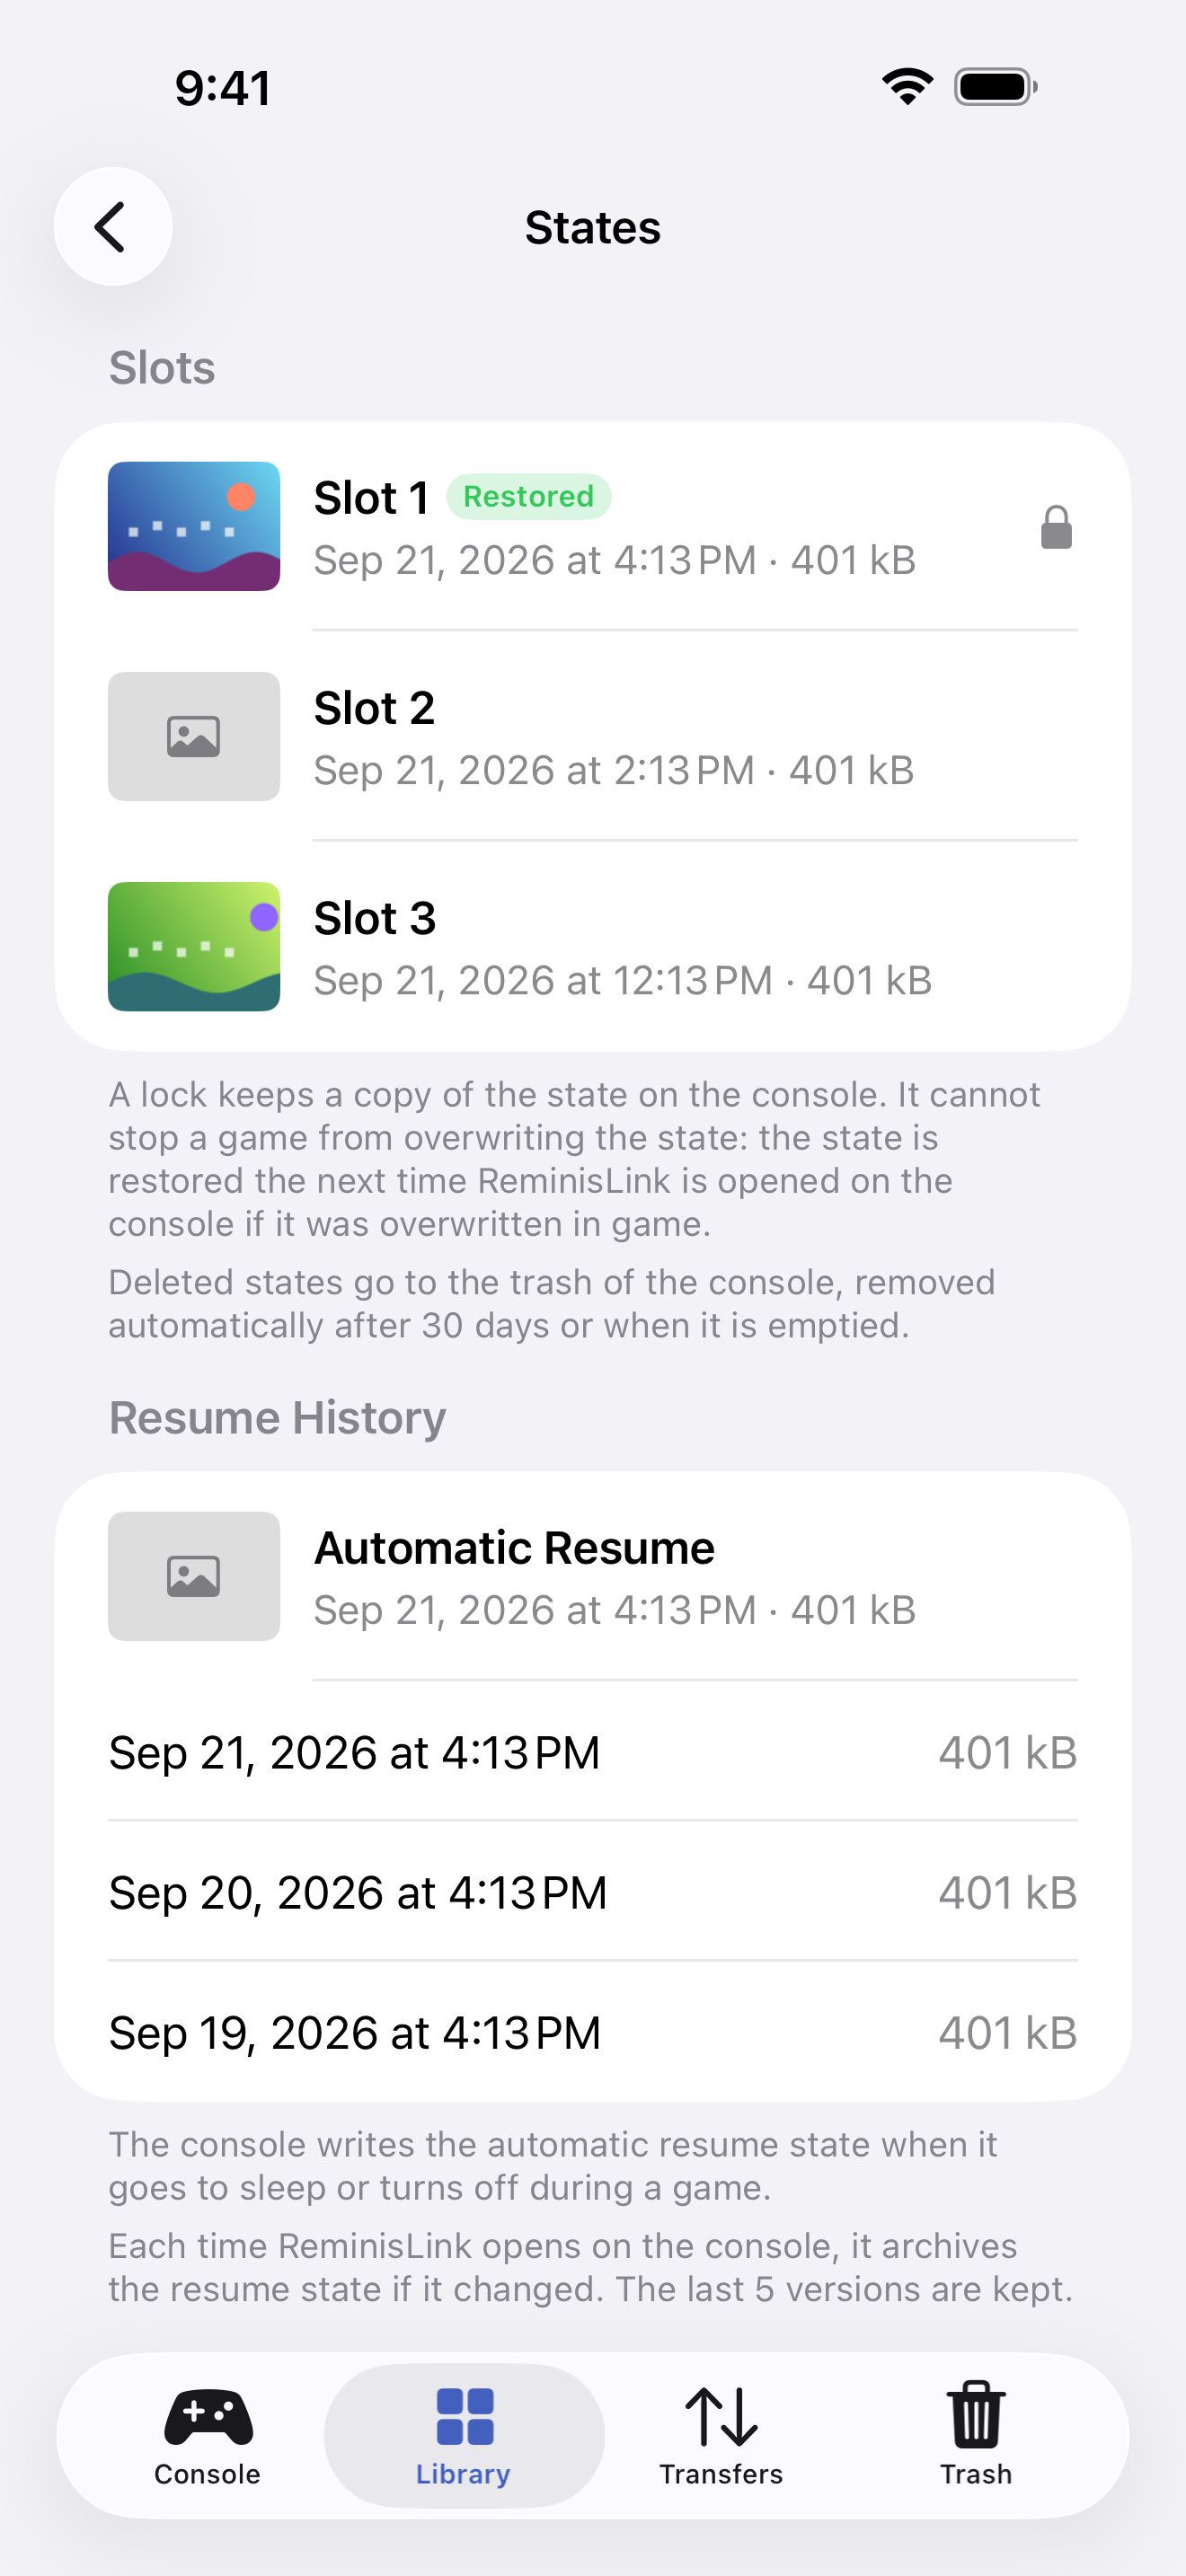 9:41
States
Slots
Slot 1 Restored
Sep 21, 2026 at 4:13 PM · 401 kB
Slot 2
Sep 21, 2026 at 2:13 PM · 401 kB
Slot 3
Sep 21, 2026 at 12:13 PM · 401 kB
A lock keeps a copy of the state on the console. It cannot
stop a game from overwriting the state: the state is
restored the next time ReminisLink is opened on the
console if it was overwritten in game.
Deleted states go to the trash of the console, removed
automatically after 30 days or when it is emptied.
Resume History
Automatic Resume
Sep 21, 2026 at 4:13 PM · 401 kB
Sep 21, 2026 at 4:13 PM 401 kB
Sep 20, 2026 at 4:13 PM 401 kB
Sep 19, 2026 at 4:13 PM 401 kB
The console writes the automatic resume state when it
goes to sleep or turns off during a game.
Each time ReminisLink opens on the console, it archives
the resume state if it changed. The last 5 versions are kept.
Console Library Transfers Trash